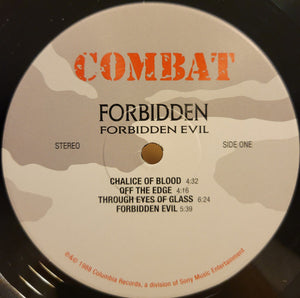 COMBAT
FORBIDDEN
FORBIDDEN EVIL
STEREO
SIDE ONE
CHALICE OF BLOOD 4:32
OFF THE EDGE 4:16
THROUGH EYES OF GLASS 6:24
FORBIDDEN EVIL 5:39
℗&© 1988 Columbia Records, a division of Sony Music Entertainment